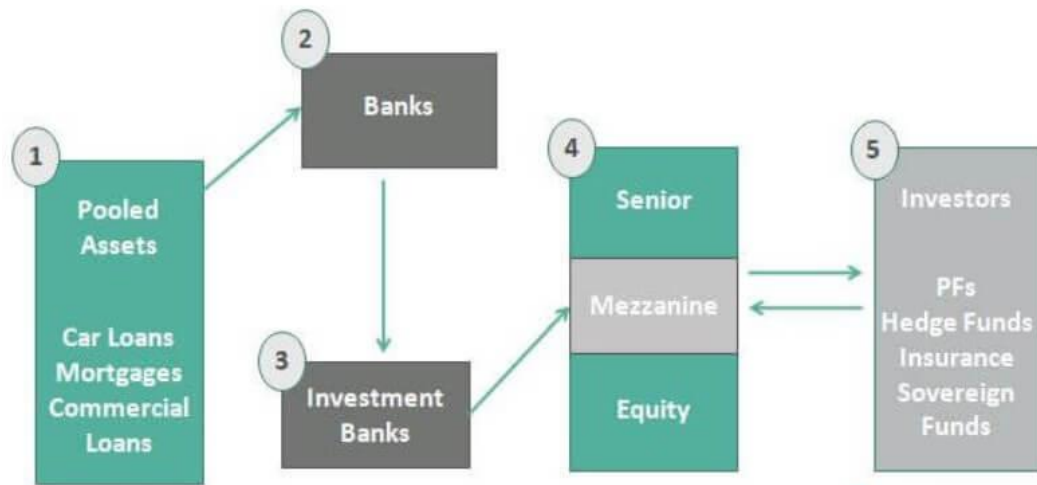 1
Pooled
Assets
Car Loans
Mortgages
Commercial
Loans
2
Banks
3
Investment
Banks
4
Senior
Mezzanine
Equity
5
Investors
PFs
Hedge Funds
Insurance
Sovereign
Funds